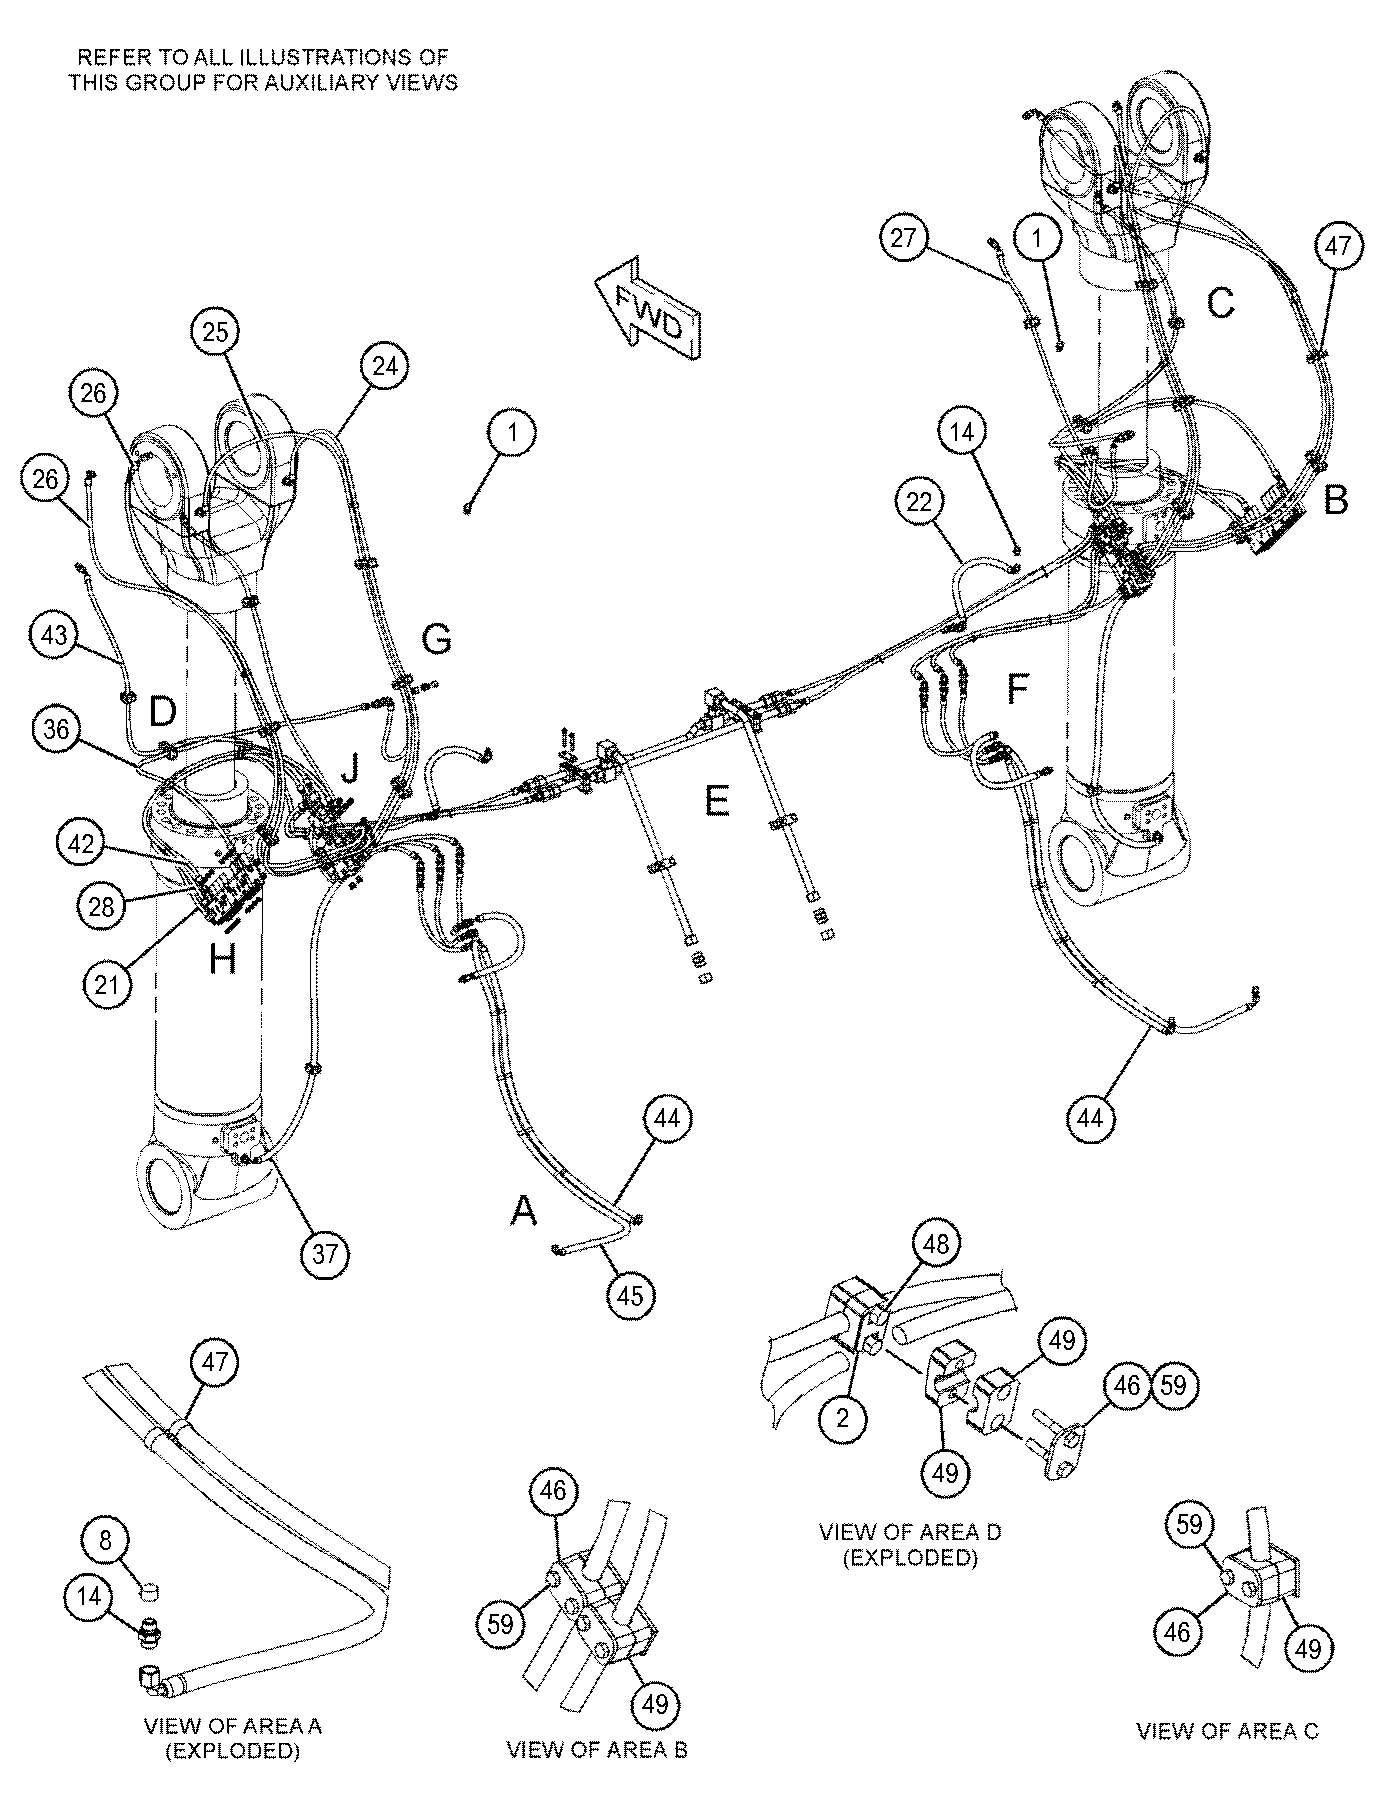 REFER TO ALL ILLUSTRATIONS OF
THIS GROUP FOR AUXILIARY VIEWS
27
1
47
C
FWD
25
24
26
1
14
26
22
B
43
G
D
F
36
J
E
42
28
H
21
44
44
A
37
45
48
47
49
46 59
2
49
46
VIEW OF AREA D
(EXPLODED)
59
8
14
59
46
49
49
VIEW OF AREA A
(EXPLODED)
VIEW OF AREA B
VIEW OF AREA C